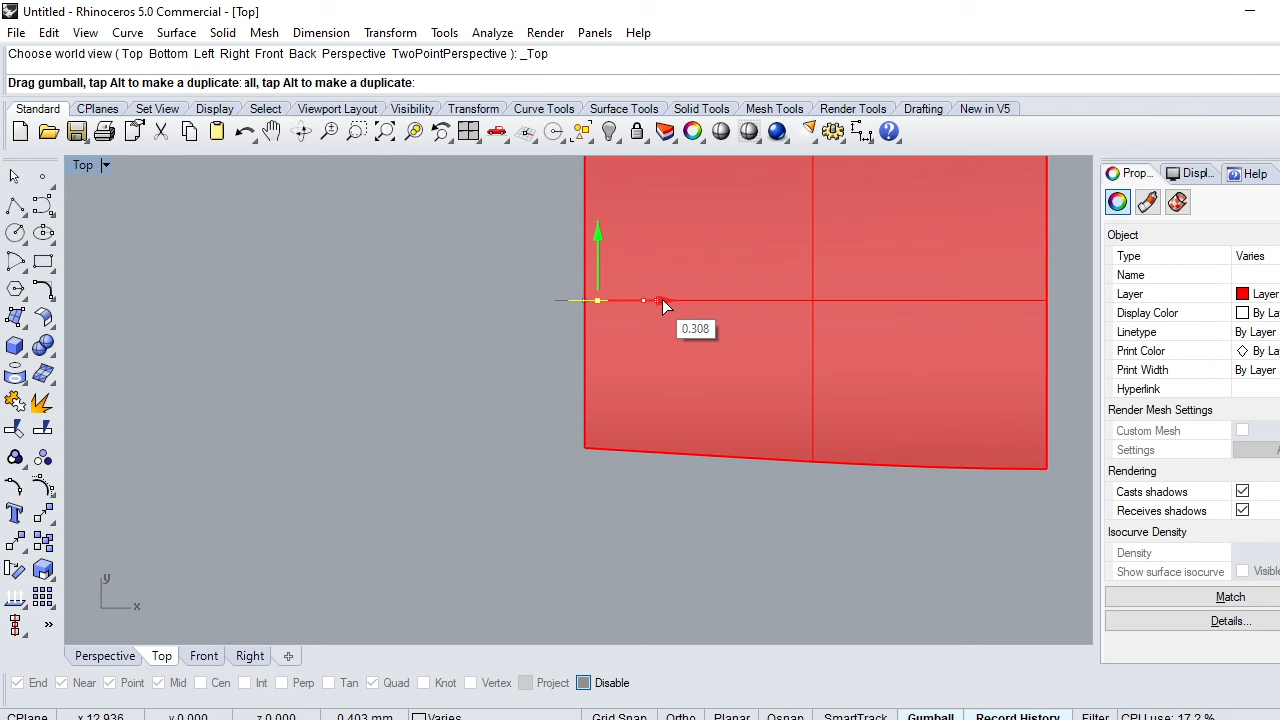 Untitled - Rhinoceros 5.0 Commercial - [Top]
File Edit View Curve Surface Solid Mesh Dimension Transform Tools Analyze Render Panels Help
Choose world view ( Top Bottom Left Right Front Back Perspective TwoPointPerspective ): _Top
Drag gumball, tap Alt to make a duplicate: all, tap Alt to make a duplicate:
Standard CPlanes Set View Display Select Viewport Layout Visibility Transform Curve Tools Surface Tools Solid Tools Mesh Tools Render Tools Drafting New in V5
Top
Prop... Displ... Help
Object
Type Varies
Name
Layer Layer
Display Color By La
Linetype By Layer
Print Color By La
Print Width By Layer
Hyperlink
Render Mesh Settings
Custom Mesh
Settings
Rendering
Casts shadows
Receives shadows
Isocurve Density
Density
Show surface isocurve Visible
Match
Details...
0.308
y
x
Perspective Top Front Right
End Near Point Mid Cen Int Perp Tan Quad Knot Vertex Project Disable
CPlane x 12.936 y 0.000 z 0.000 0.403 mm Varies Grid Snap Ortho Planar Osnap SmartTrack Gumball Record History Filter CPU use: 17.2 %